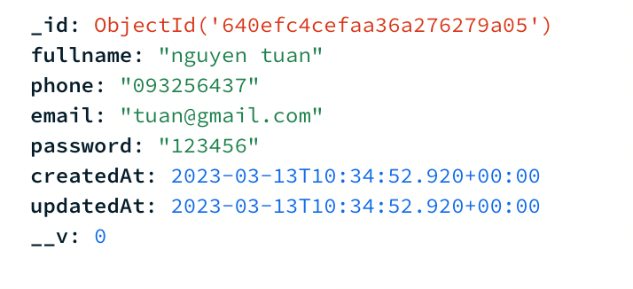 _id: ObjectId('640efc4cefaa36a276279a05')
fullname: "nguyen tuan"
phone: "093256437"
email: "tuan@gmail.com"
password: "123456"
createdAt: 2023-03-13T10:34:52.920+00:00
updatedAt: 2023-03-13T10:34:52.920+00:00
__v: 0